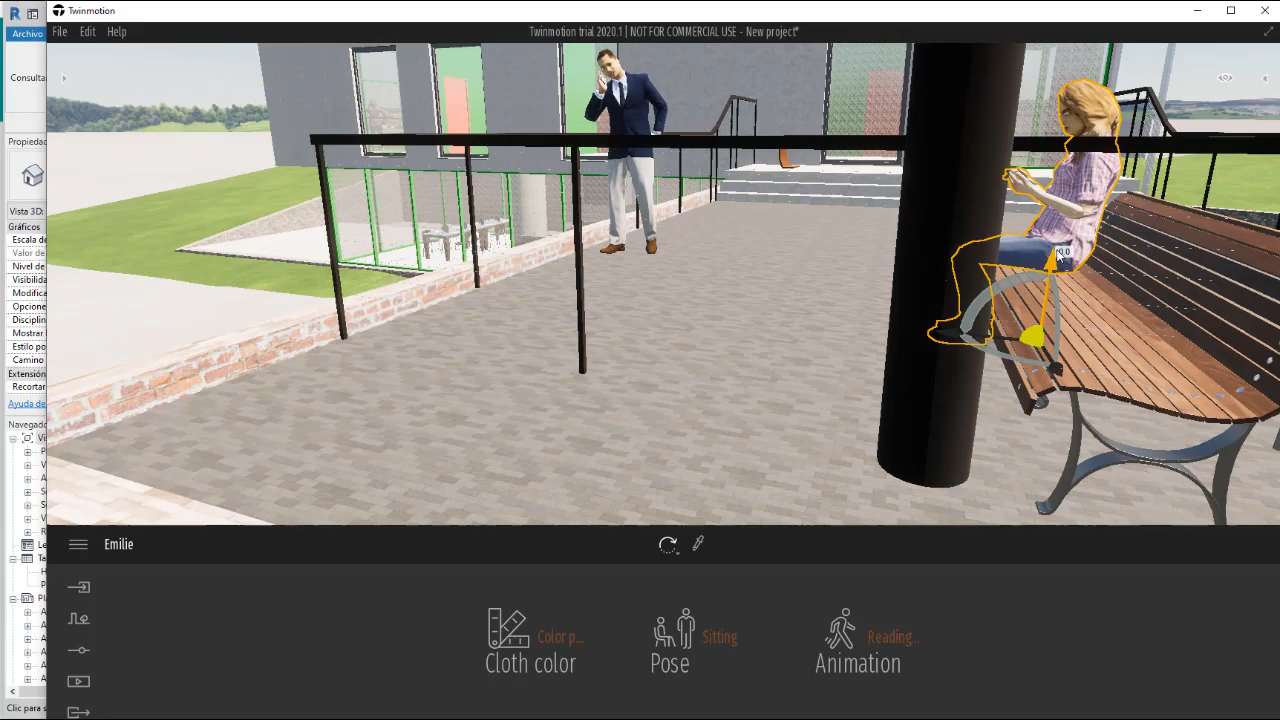 Twinmotion
File Edit Help
Twinmotion trial 2020.1 | NOT FOR COMMERCIAL USE - New project*
Archivo
Consultar
Propiedad
Vista 3D:
Gráficos
Escala de
Valor de
Nivel de
Visibilida
Modifica
Opcione
Disciplin
Mostrar
Estilo po
Camino
Extensión
Recortar
Ayuda de
Navegado
Emilie
Color p...
Cloth color
Sitting
Pose
Reading...
Animation
Clic para s